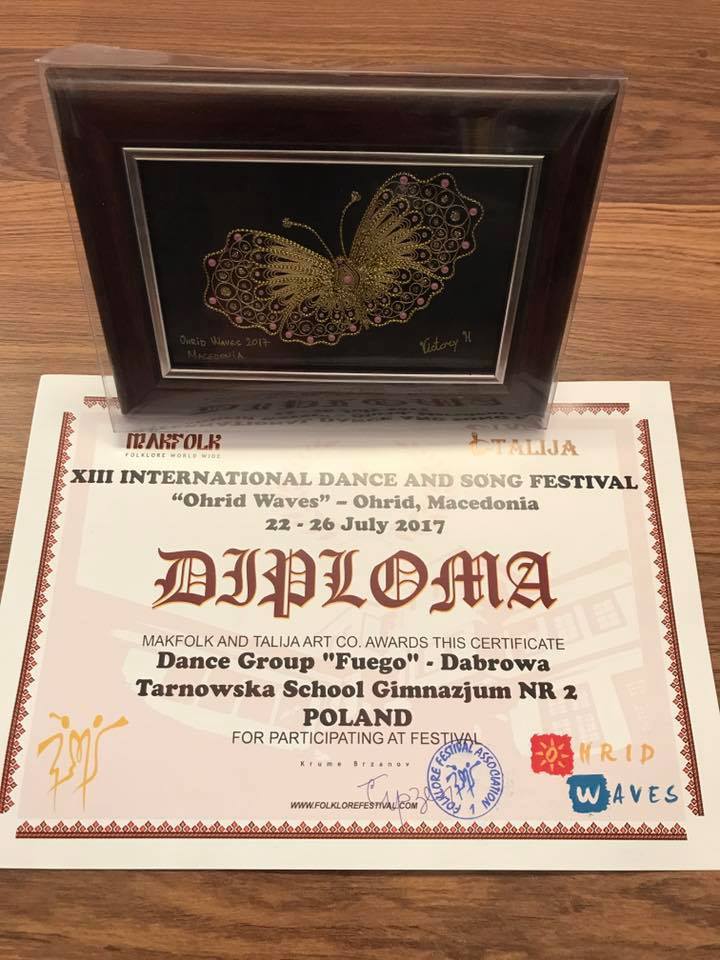 OHRID WAVES 2017
MACEDONIA
MAKFOLK
FOLKLORE WORLD WIDE
TALIJA
XIII INTERNATIONAL DANCE AND SONG FESTIVAL
“Ohrid Waves” – Ohrid, Macedonia
22 - 26 July 2017
DIPLOMA
MAKFOLK AND TALIJA ART CO. AWARDS THIS CERTIFICATE
Dance Group "Fuego" - Dabrowa
Tarnowska School Gimnazjum NR 2
POLAND
FOR PARTICIPATING AT FESTIVAL
Krume Brzanov
WWW.FOLKLOREFESTIVAL.COM
FOLKLORE FESTIVAL ASSOCIATION
OHRID
WAVES